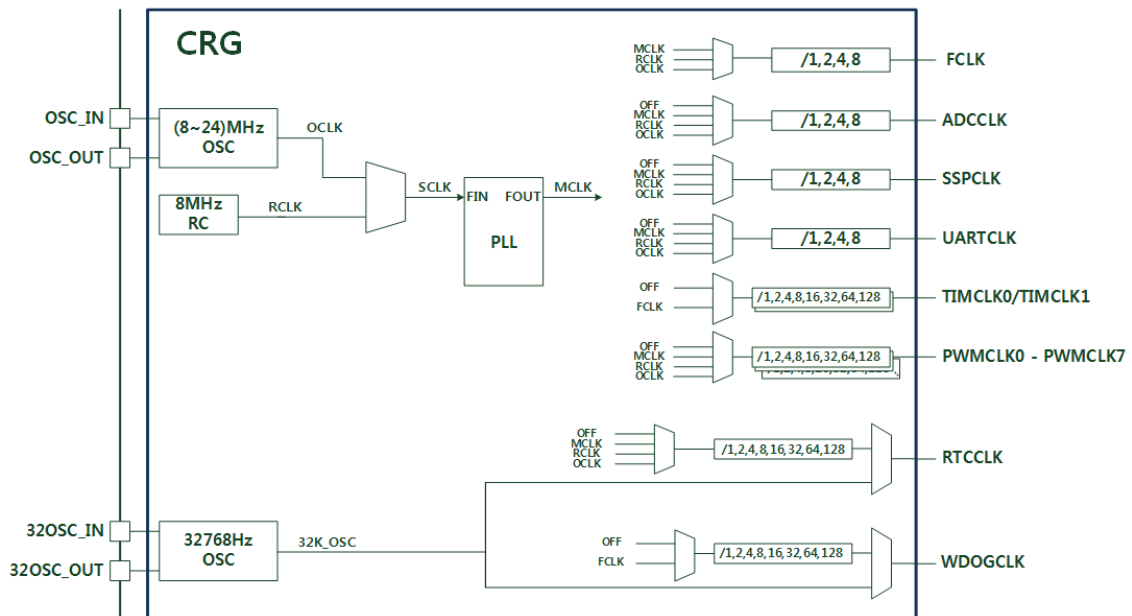 CRG
OSC_IN
OSC_OUT
(8~24)MHz
OSC
OCLK
8MHz
RC
RCLK
SCLK
FIN FOUT
PLL
MCLK
MCLK
RCLK
OCLK
/1,2,4,8
FCLK
OFF
MCLK
RCLK
OCLK
/1,2,4,8
ADCCLK
OFF
MCLK
RCLK
OCLK
/1,2,4,8
SSPCLK
OFF
MCLK
RCLK
OCLK
/1,2,4,8
UARTCLK
OFF
FCLK
/1,2,4,8,16,32,64,128
TIMCLK0/TIMCLK1
OFF
MCLK
RCLK
OCLK
/1,2,4,8,16,32,64,128
PWMCLK0 - PWMCLK7
OFF
MCLK
RCLK
OCLK
/1,2,4,8,16,32,64,128
RTCCLK
32OSC_IN
32OSC_OUT
32768Hz
OSC
32K_OSC
OFF
FCLK
/1,2,4,8,16,32,64,128
WDOGCLK